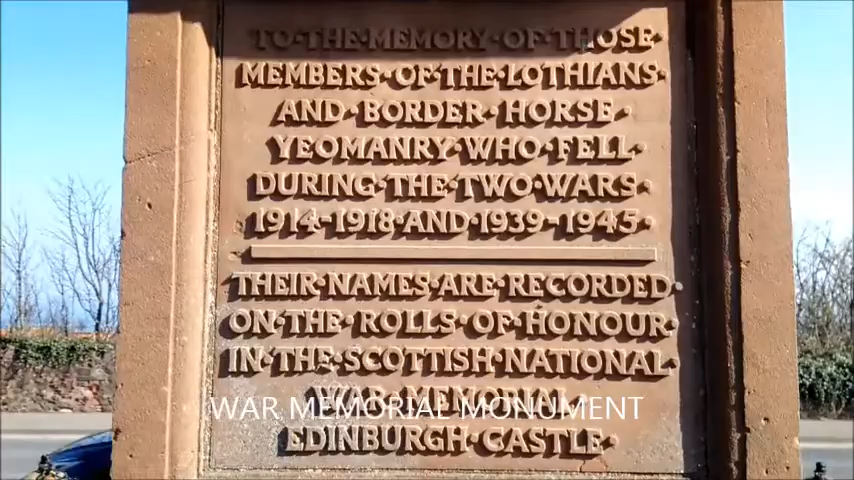 TO·THE·MEMORY·OF·THOSE
MEMBERS·OF·THE·LOTHIANS
AND·BORDER·HORSE
YEOMANRY·WHO·FELL
DURING·THE·TWO·WARS
1914-1918·AND·1939-1945
THEIR·NAMES·ARE·RECORDED·
ON·THE·ROLLS·OF·HONOUR
IN·THE·SCOTTISH·NATIONAL
WAR·MEMORIAL
WAR MEMORIAL MONUMENT
EDINBURGH·CASTLE·